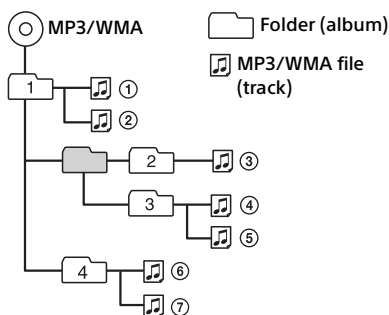 MP3/WMA
Folder (album)
MP3/WMA file
(track)
1
①
②
2
③
3
④
⑤
4
⑥
⑦